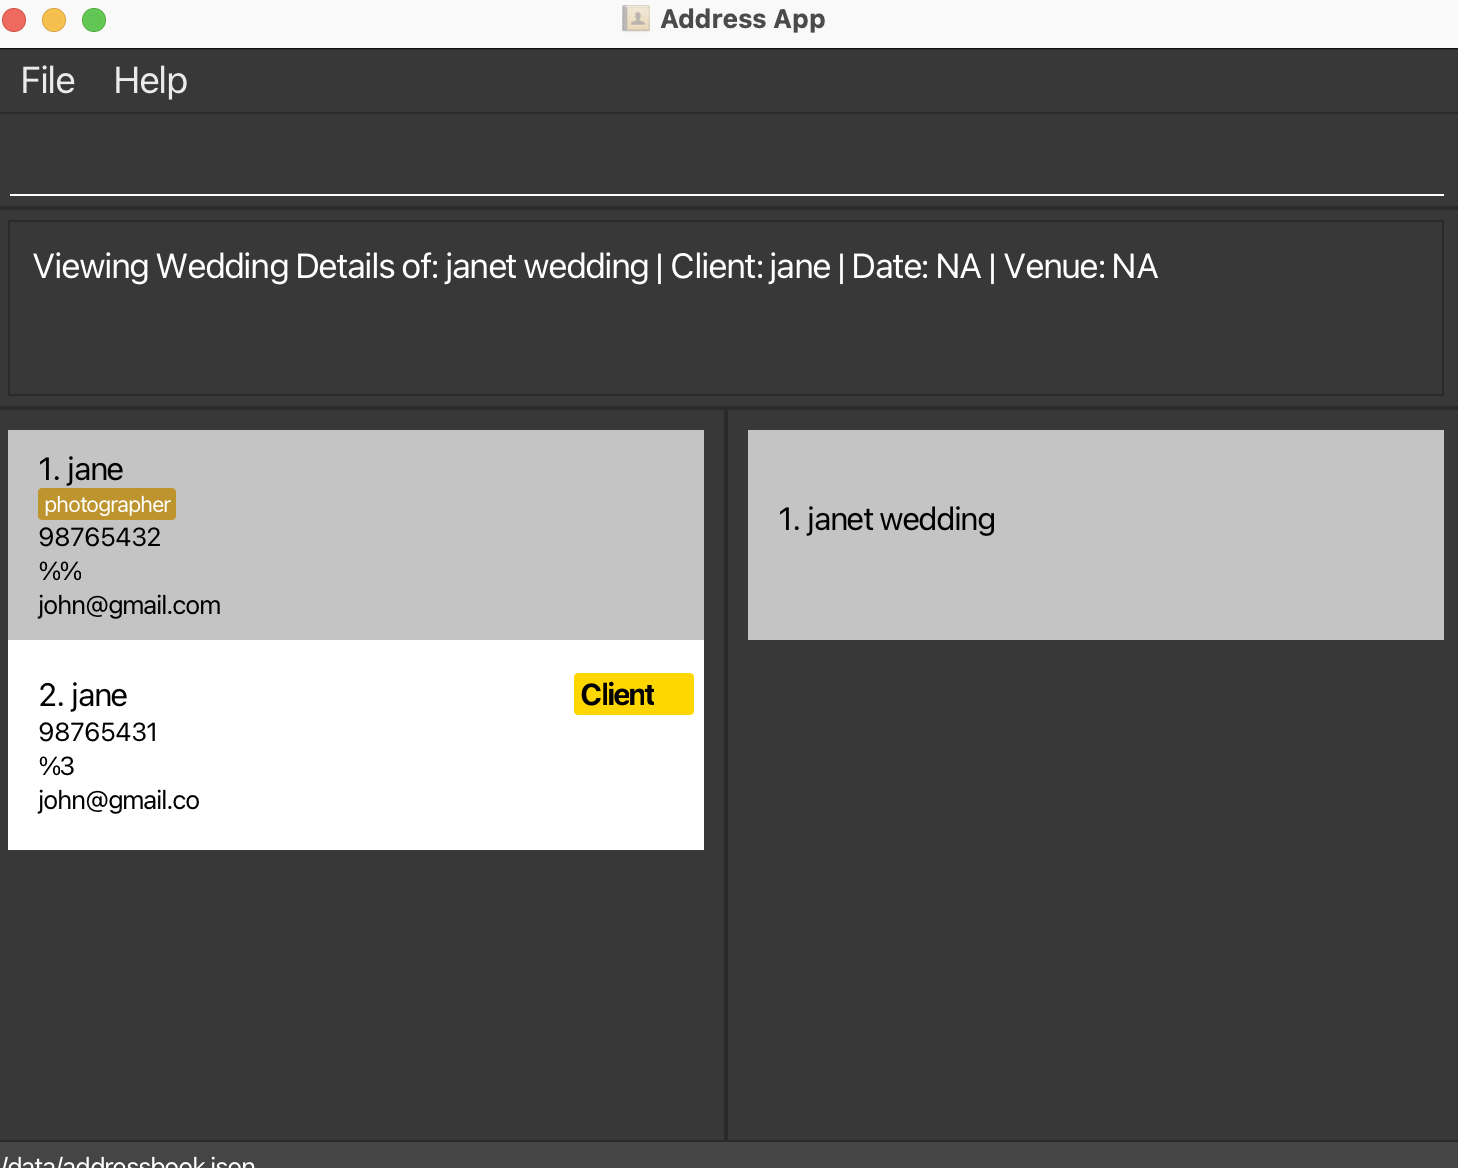 Address App
File Help
Viewing Wedding Details of: janet wedding | Client: jane | Date: NA | Venue: NA
1. jane
photographer
98765432
%%
john@gmail.com
2. jane
Client
98765431
%3
john@gmail.co
1. janet wedding
/data/addressbook.json